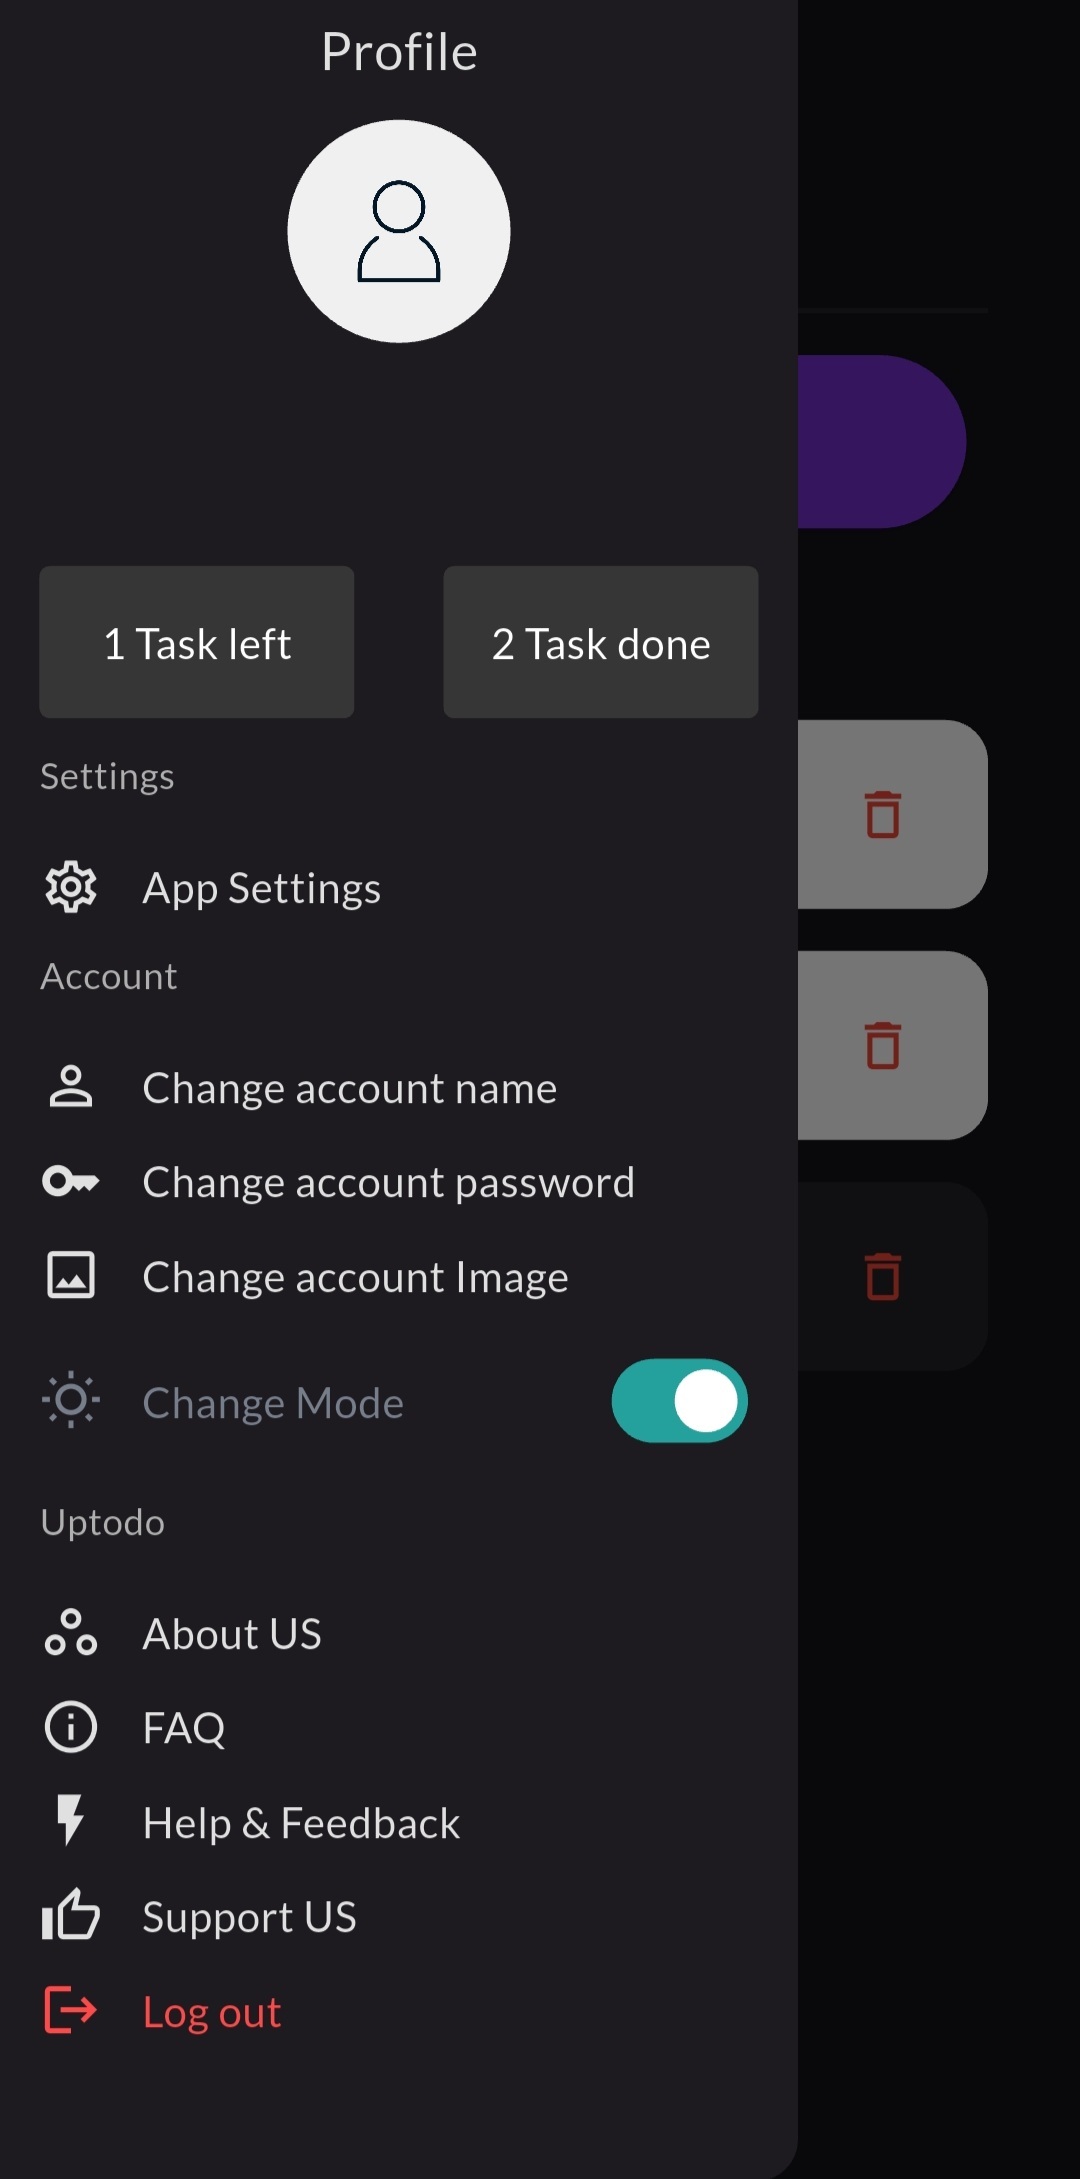 Profile
1 Task left
2 Task done
Settings
App Settings
Account
Change account name
Change account password
Change account Image
Change Mode
Uptodo
About US
FAQ
Help & Feedback
Support US
Log out